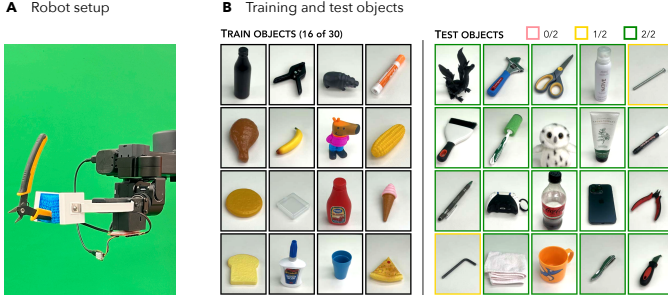 A Robot setup
B Training and test objects
TRAIN OBJECTS (16 of 30)
TEST OBJECTS 0/2 1/2 2/2